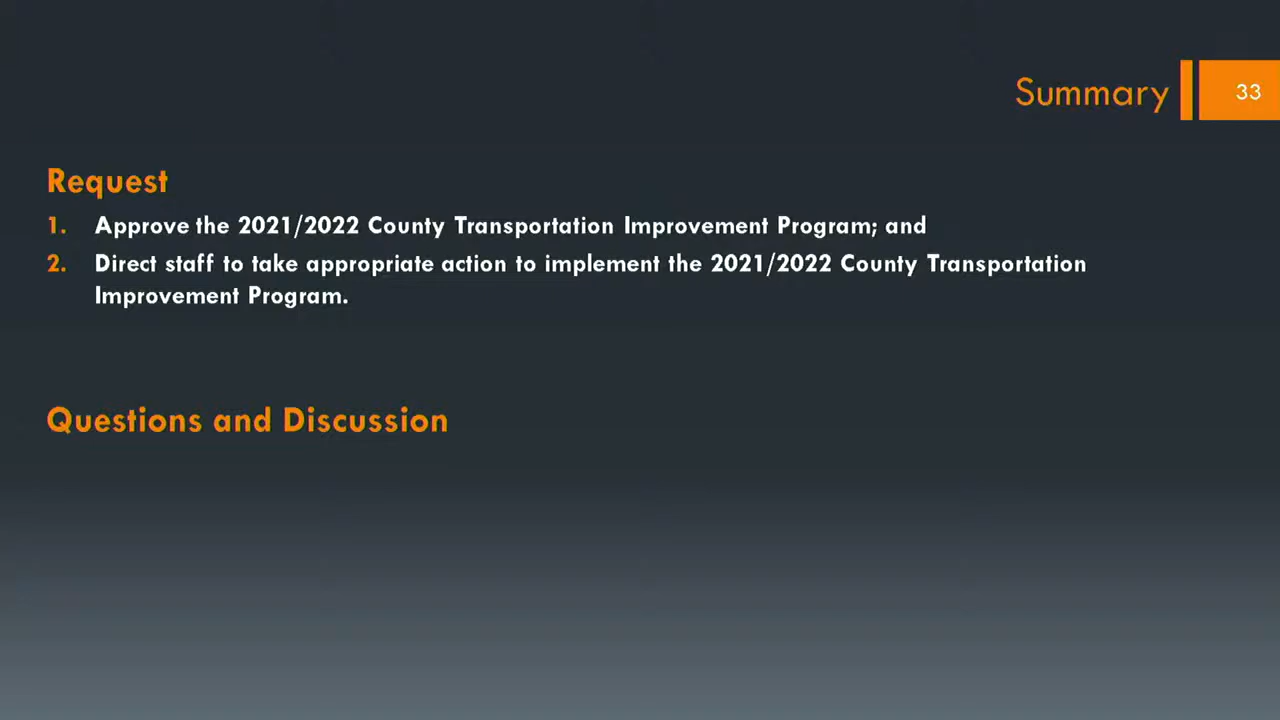 Summary
33
Request
1. Approve the 2021/2022 County Transportation Improvement Program; and
2. Direct staff to take appropriate action to implement the 2021/2022 County Transportation
Improvement Program.
Questions and Discussion